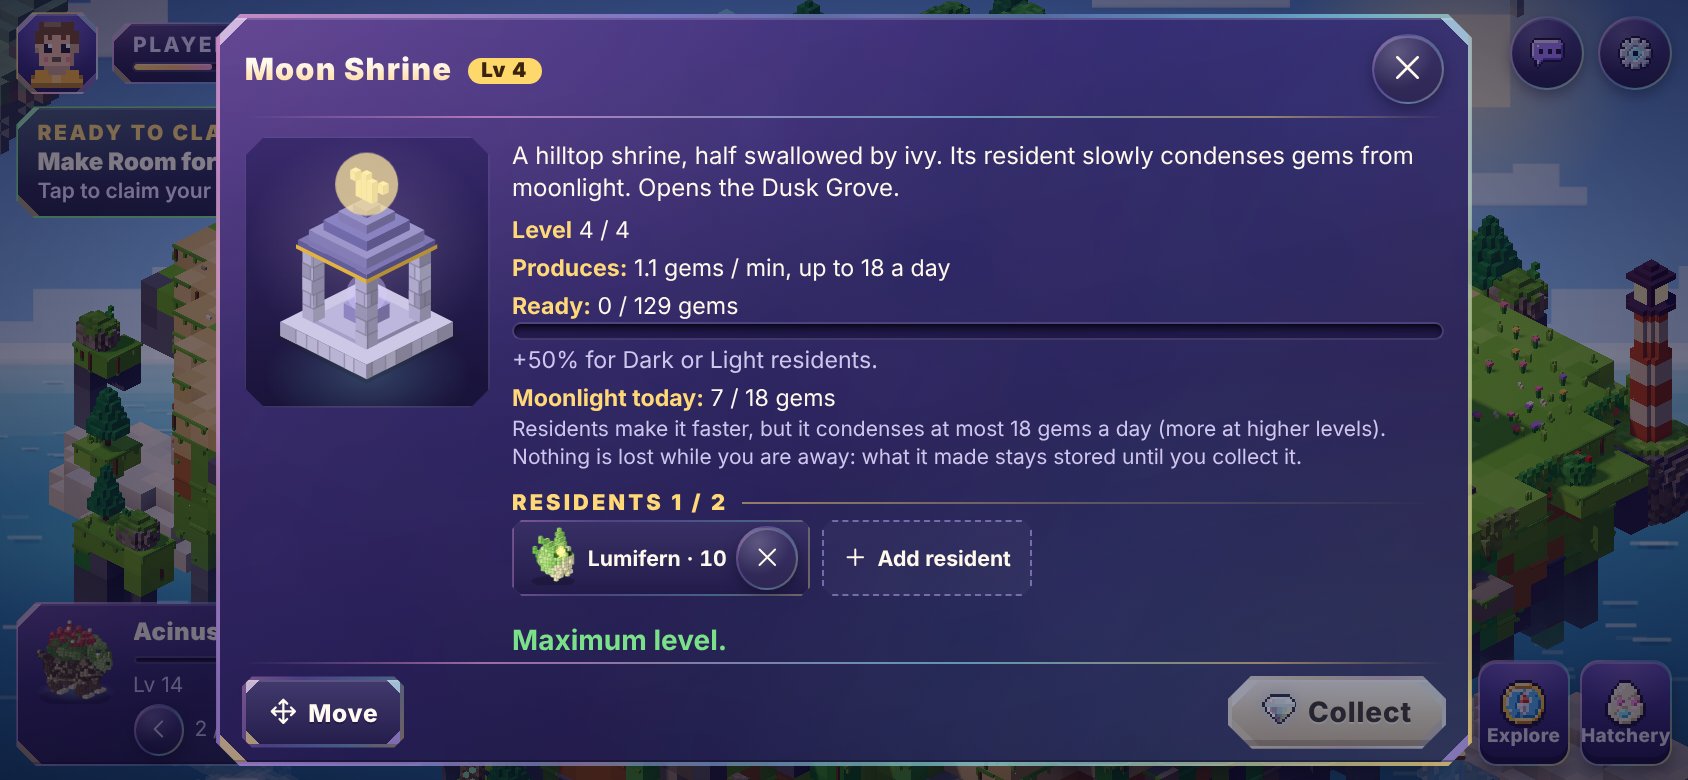 PLAYE
Moon Shrine
Lv 4
READY TO CLA
Make Room for
Tap to claim your
A hilltop shrine, half swallowed by ivy. Its resident slowly condenses gems from
moonlight. Opens the Dusk Grove.
Level 4 / 4
Produces: 1.1 gems / min, up to 18 a day
Ready: 0 / 129 gems
+50% for Dark or Light residents.
Moonlight today: 7 / 18 gems
Residents make it faster, but it condenses at most 18 gems a day (more at higher levels).
Nothing is lost while you are away: what it made stays stored until you collect it.
RESIDENTS 1 / 2
Lumifern · 10
+ Add resident
Maximum level.
Acinus
Lv 14
2 /
Move
Collect
Explore
Hatchery